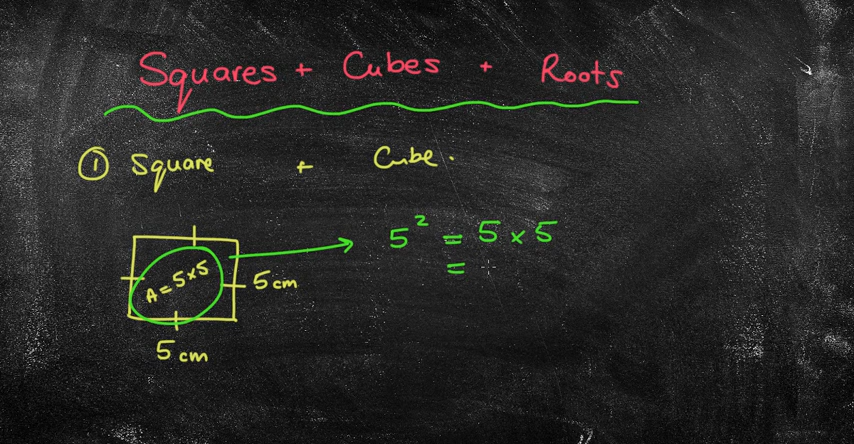 Squares + Cubes + Roots
① Square + Cube.
5² = 5 × 5
=
A = 5×5
5 cm
5 cm